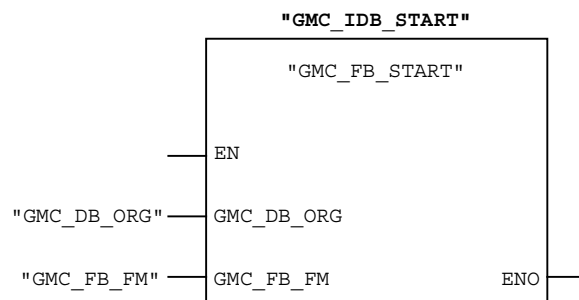 "GMC_IDB_START"
"GMC_FB_START"
EN
"GMC_DB_ORG" GMC_DB_ORG
"GMC_FB_FM" GMC_FB_FM ENO